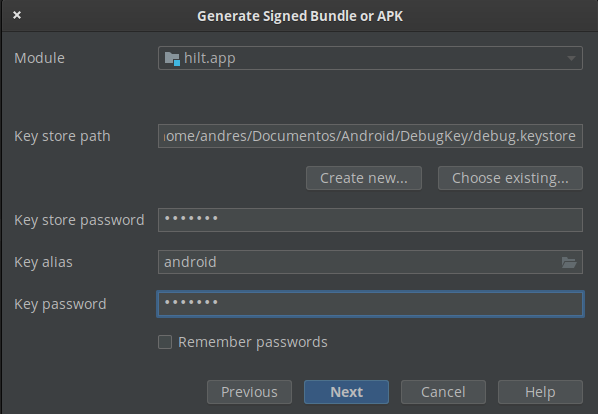 Generate Signed Bundle or APK
Module hilt.app
Key store path home/andres/Documentos/Android/DebugKey/debug.keystore
Create new... Choose existing...
Key store password •••••••
Key alias android
Key password •••••••
Remember passwords
Previous Next Cancel Help